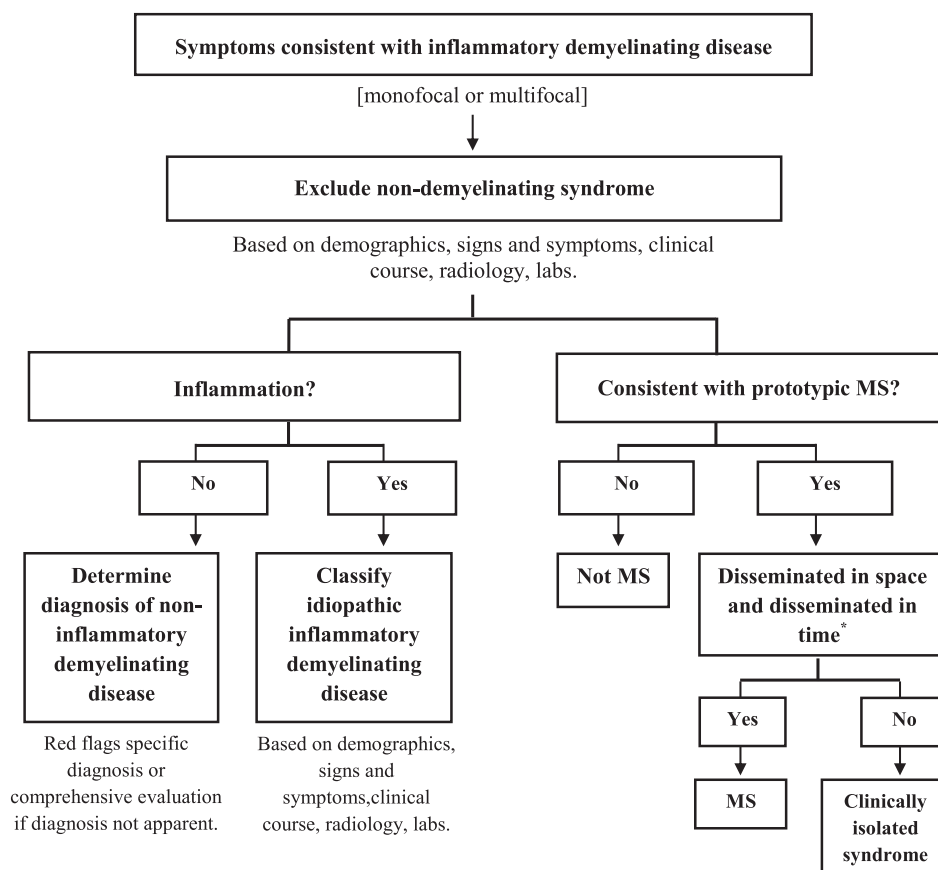 Symptoms consistent with inflammatory demyelinating disease
[monofocal or multifocal]
Exclude non-demyelinating syndrome
Based on demographics, signs and symptoms, clinical
course, radiology, labs.
Inflammation?
Consistent with prototypic MS?
No
Yes
No
Yes
Determine
diagnosis of non-
inflammatory
demyelinating
disease
Classify
idiopathic
inflammatory
demyelinating
disease
Not MS
Disseminated in space
and disseminated in
time*
Red flags specific
diagnosis or
comprehensive evaluation
if diagnosis not apparent.
Based on demographics,
signs and
symptoms,clinical
course, radiology, labs.
Yes
No
MS
Clinically
isolated
syndrome